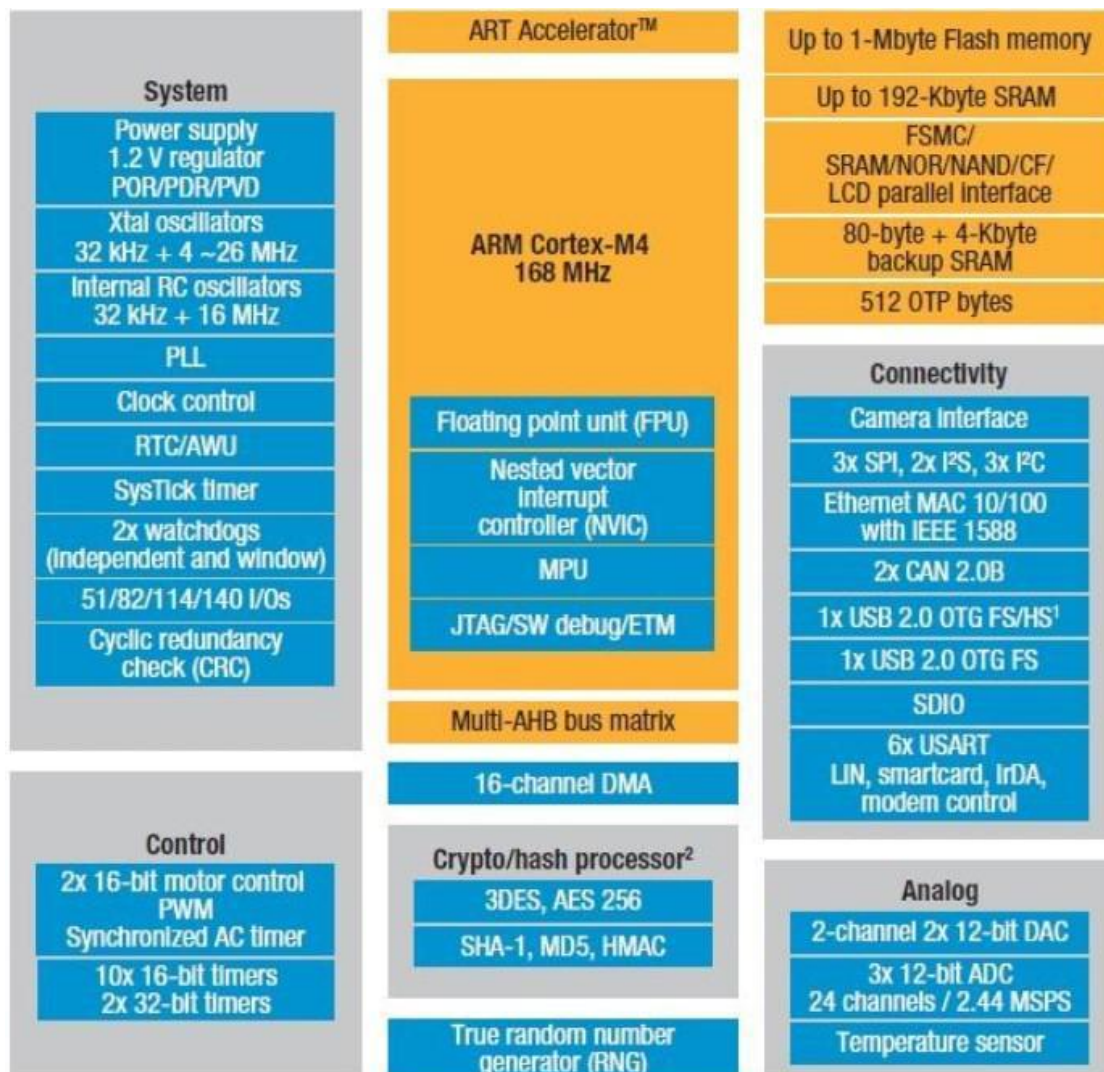 System
Power supply
1.2 V regulator
POR/PDR/PVD
Xtal oscillators
32 kHz + 4 ~26 MHz
Internal RC oscillators
32 kHz + 16 MHz
PLL
Clock control
RTC/AWU
SysTick timer
2x watchdogs
(independent and window)
51/82/114/140 I/Os
Cyclic redundancy
check (CRC)
Control
2x 16-bit motor control
PWM
Synchronized AC timer
10x 16-bit timers
2x 32-bit timers
ART Accelerator™
ARM Cortex-M4
168 MHz
Floating point unit (FPU)
Nested vector
interrupt
controller (NVIC)
MPU
JTAG/SW debug/ETM
Multi-AHB bus matrix
16-channel DMA
Crypto/hash processor²
3DES, AES 256
SHA-1, MD5, HMAC
True random number
generator (RNG)
Up to 1-Mbyte Flash memory
Up to 192-Kbyte SRAM
FSMC/
SRAM/NOR/NAND/CF/
LCD parallel interface
80-byte + 4-Kbyte
backup SRAM
512 OTP bytes
Connectivity
Camera interface
3x SPI, 2x I²S, 3x I²C
Ethernet MAC 10/100
with IEEE 1588
2x CAN 2.0B
1x USB 2.0 OTG FS/HS¹
1x USB 2.0 OTG FS
SDIO
6x USART
LIN, smartcard, IrDA,
modem control
Analog
2-channel 2x 12-bit DAC
3x 12-bit ADC
24 channels / 2.44 MSPS
Temperature sensor